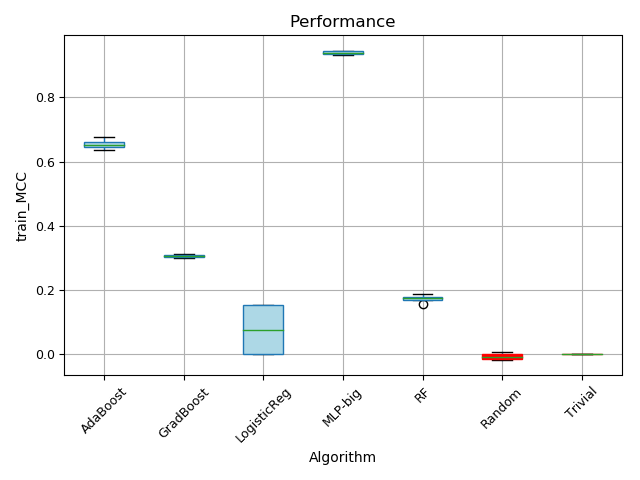 Performance
train_MCC
0.8
0.6
0.4
0.2
0.0
AdaBoost
GradBoost
LogisticReg
MLP-big
RF
Random
Trivial
Algorithm